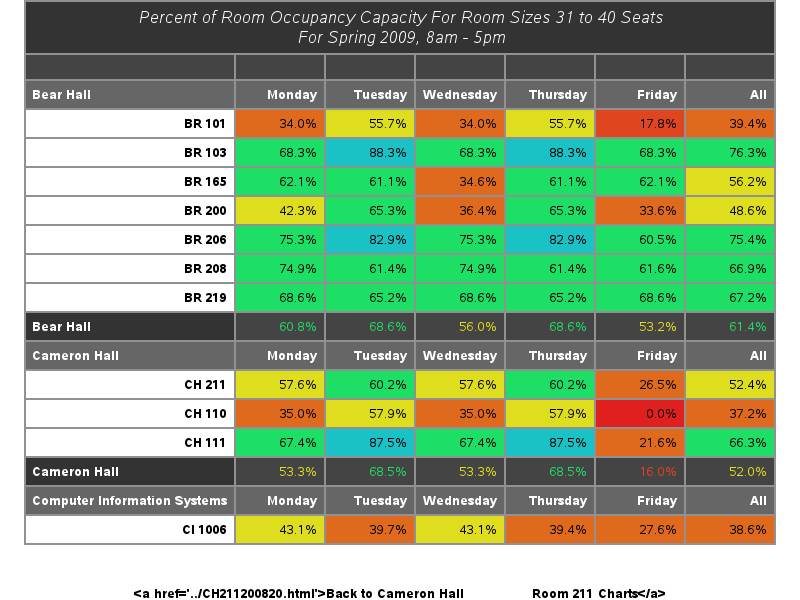 Percent of Room Occupancy Capacity For Room Sizes 31 to 40 Seats
For Spring 2009, 8am - 5pm
Bear Hall Monday Tuesday Wednesday Thursday Friday All
BR 101 34.0% 55.7% 34.0% 55.7% 17.8% 39.4%
BR 103 68.3% 88.3% 68.3% 88.3% 68.3% 76.3%
BR 165 62.1% 61.1% 34.6% 61.1% 62.1% 56.2%
BR 200 42.3% 65.3% 36.4% 65.3% 33.6% 48.6%
BR 206 75.3% 82.9% 75.3% 82.9% 60.5% 75.4%
BR 208 74.9% 61.4% 74.9% 61.4% 61.6% 66.9%
BR 219 68.6% 65.2% 68.6% 65.2% 68.6% 67.2%
Bear Hall 60.8% 68.6% 56.0% 68.6% 53.2% 61.4%
Cameron Hall Monday Tuesday Wednesday Thursday Friday All
CH 211 57.6% 60.2% 57.6% 60.2% 26.5% 52.4%
CH 110 35.0% 57.9% 35.0% 57.9% 0.0% 37.2%
CH 111 67.4% 87.5% 67.4% 87.5% 21.6% 66.3%
Cameron Hall 53.3% 68.5% 53.3% 68.5% 16.0% 52.0%
Computer Information Systems Monday Tuesday Wednesday Thursday Friday All
CI 1006 43.1% 39.7% 43.1% 39.4% 27.6% 38.6%
<a href='../CH211200820.html'>Back to Cameron Hall Room 211 Charts</a>